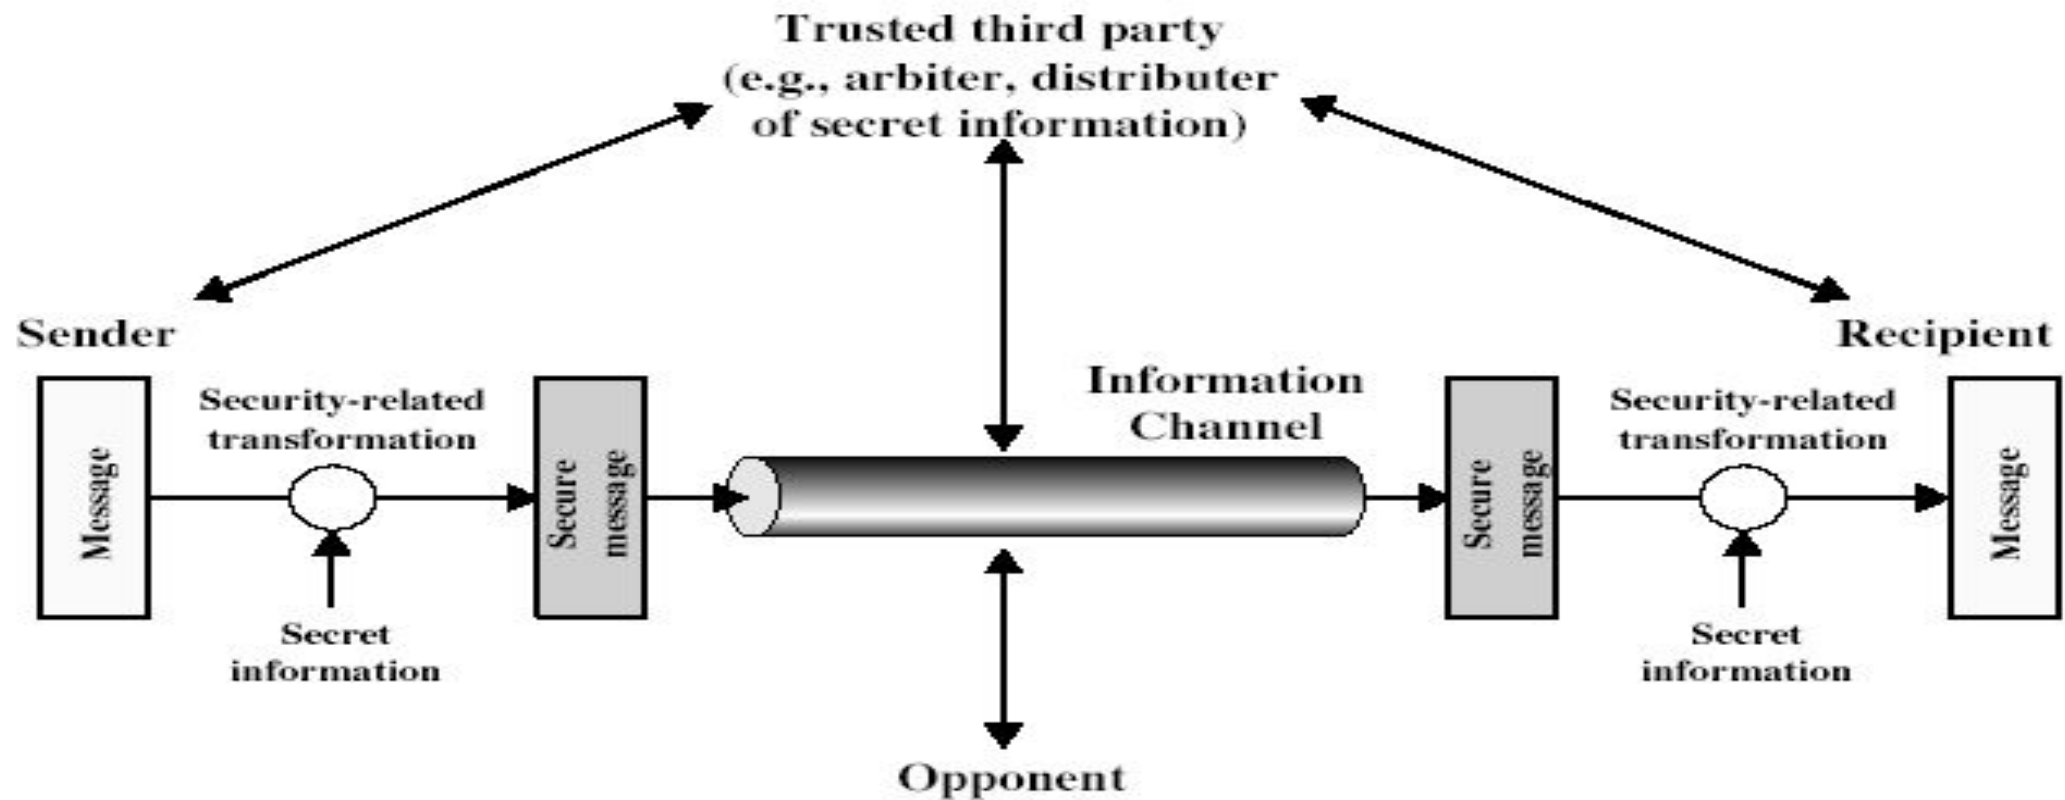 Trusted third party
(e.g., arbiter, distributer
of secret information)
Sender
Recipient
Information
Channel
Security-related
transformation
Security-related
transformation
Message
Secure
message
Secure
message
Message
Secret
information
Secret
information
Opponent